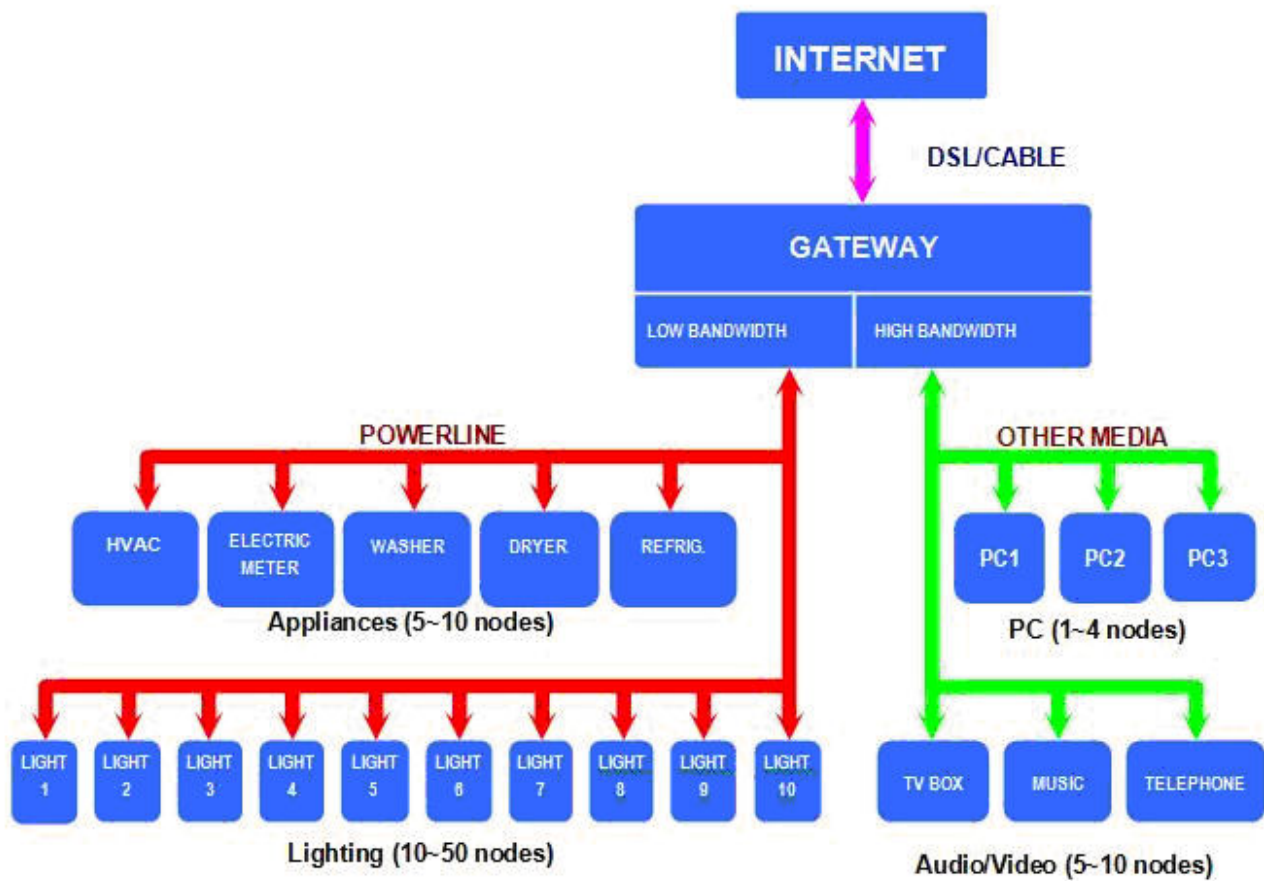 INTERNET
DSL/CABLE
GATEWAY
LOW BANDWIDTH
HIGH BANDWIDTH
POWERLINE
OTHER MEDIA
HVAC
ELECTRIC
METER
WASHER
DRYER
REFRIG.
PC1
PC2
PC3
Appliances (5~10 nodes)
PC (1~4 nodes)
LIGHT
1
LIGHT
2
LIGHT
3
LIGHT
4
LIGHT
5
LIGHT
6
LIGHT
7
LIGHT
8
LIGHT
9
LIGHT
10
TV BOX
MUSIC
TELEPHONE
Lighting (10~50 nodes)
Audio/Video (5~10 nodes)